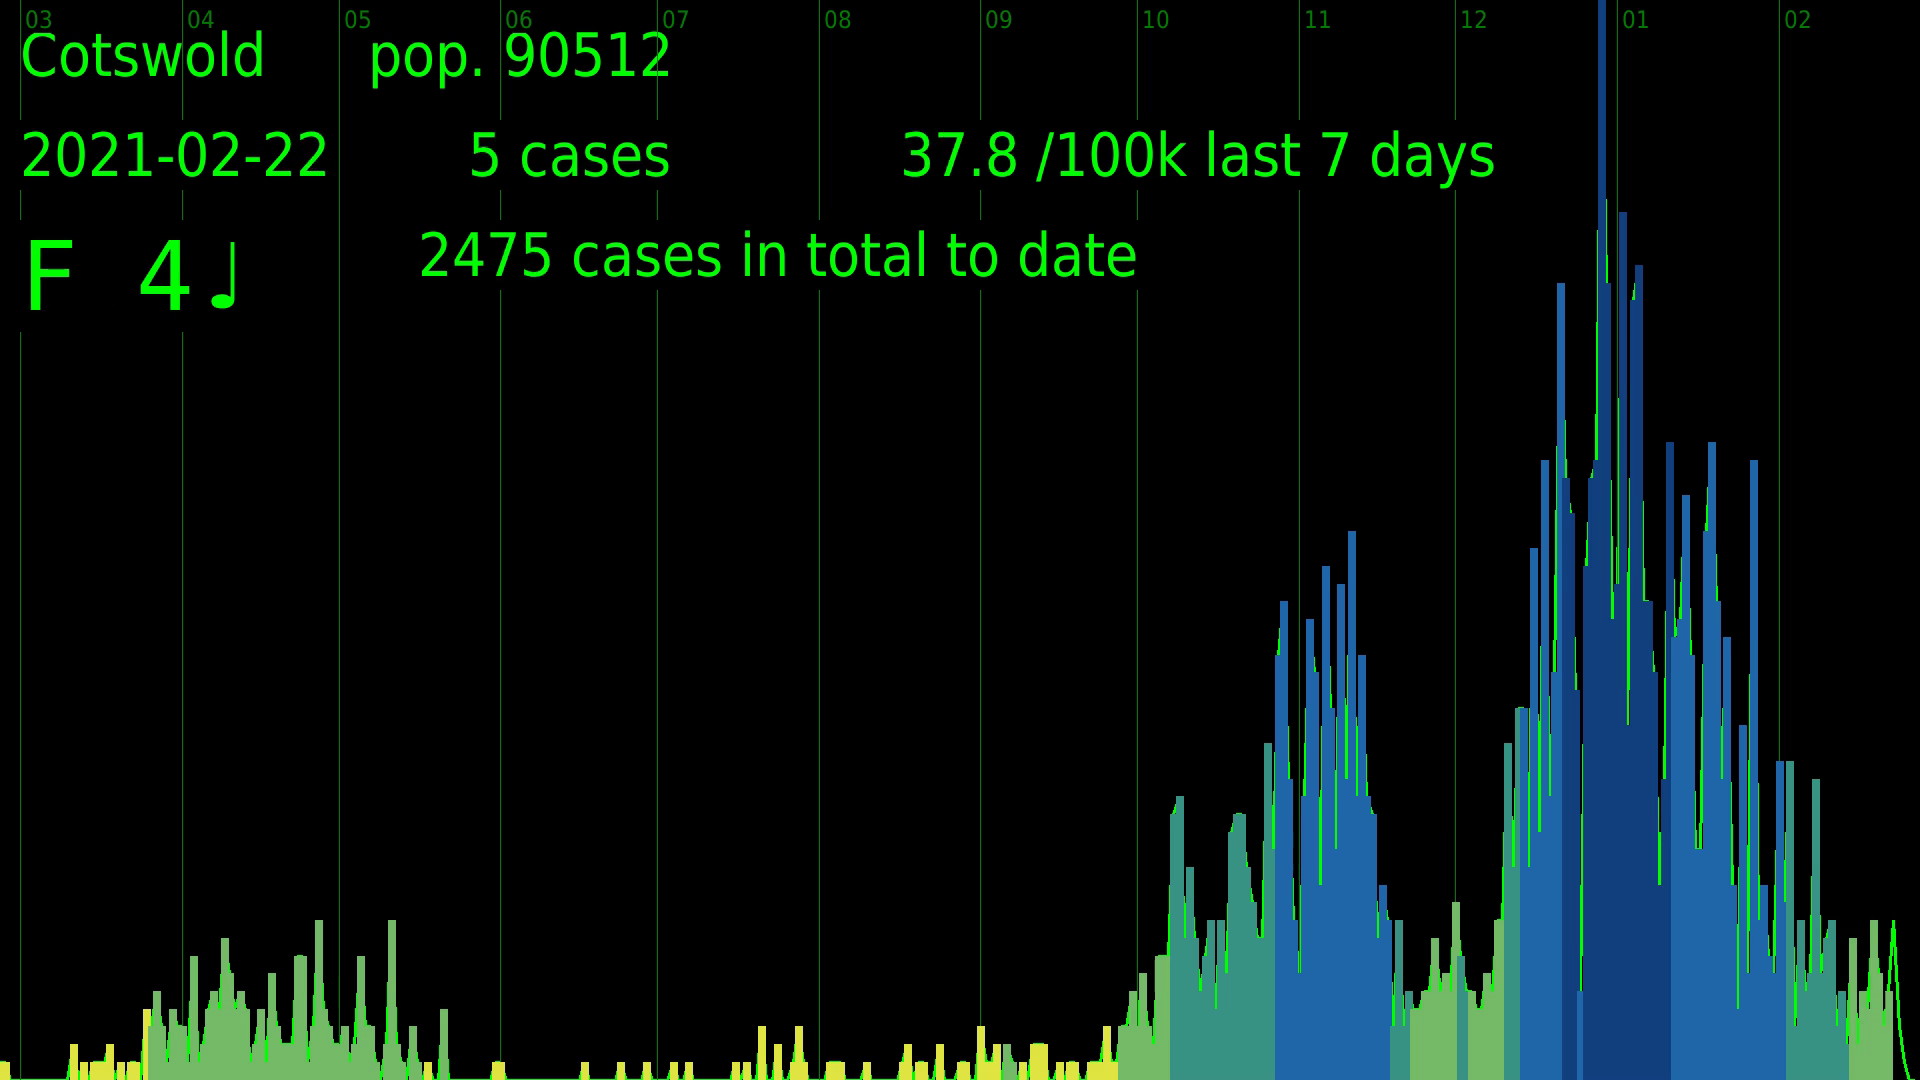 03 04 05 06 07 08 09 10 11 12 01 02
Cotswold pop. 90512
2021-02-22 5 cases 37.8 /100k last 7 days
F 4♩ 2475 cases in total to date